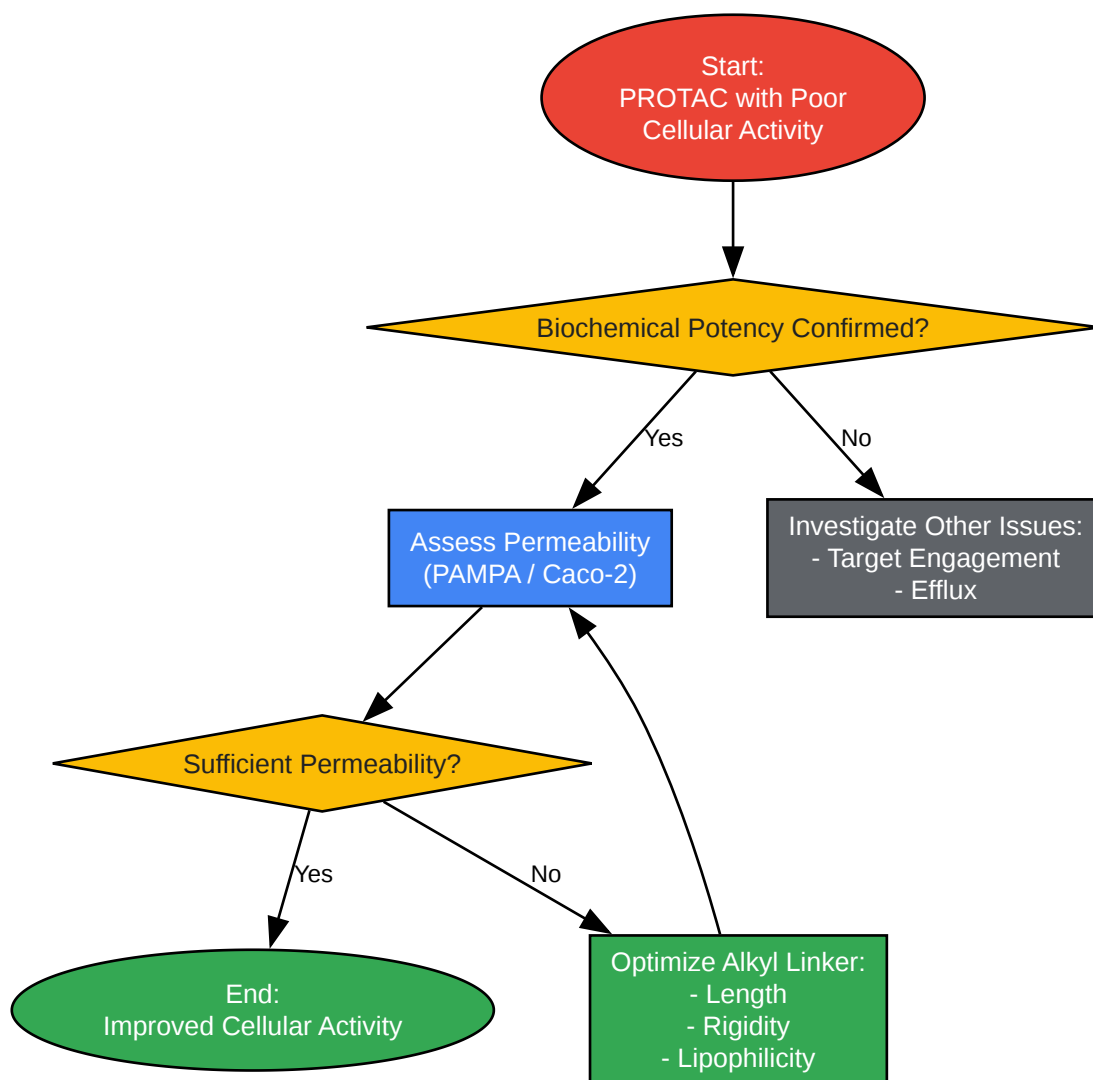 Start:
PROTAC with Poor
Cellular Activity
Biochemical Potency Confirmed?
Yes
No
Assess Permeability
(PAMPA / Caco-2)
Investigate Other Issues:
- Target Engagement
- Efflux
Sufficient Permeability?
Yes
No
End:
Improved Cellular Activity
Optimize Alkyl Linker:
- Length
- Rigidity
- Lipophilicity